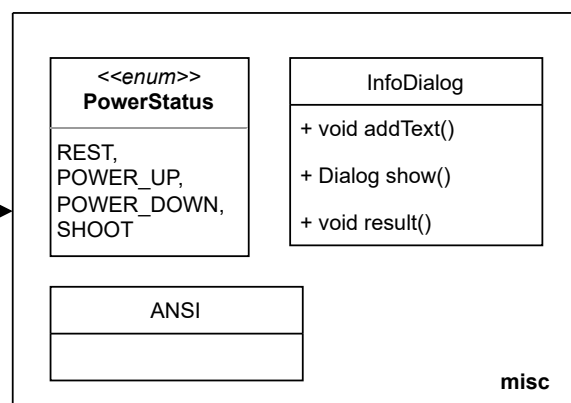 <<enum>>
PowerStatus
REST,
POWER_UP,
POWER_DOWN,
SHOOT
InfoDialog
+ void addText()
+ Dialog show()
+ void result()
ANSI
misc